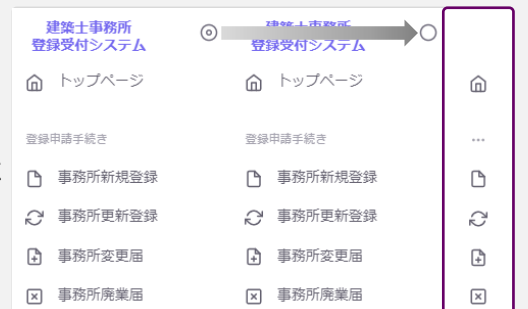 建築士事務所
登録受付システム
トップページ
登録申請手続き
事務所新規登録
事務所更新登録
事務所変更届
事務所廃業届
建築士事務所
登録受付システム
トップページ
登録申請手続き
事務所新規登録
事務所更新登録
事務所変更届
事務所廃業届
...